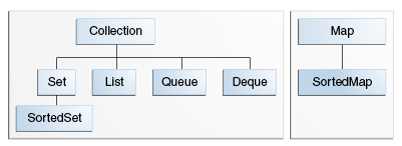 Collection
Map
Set
List
Queue
Deque
SortedMap
SortedSet